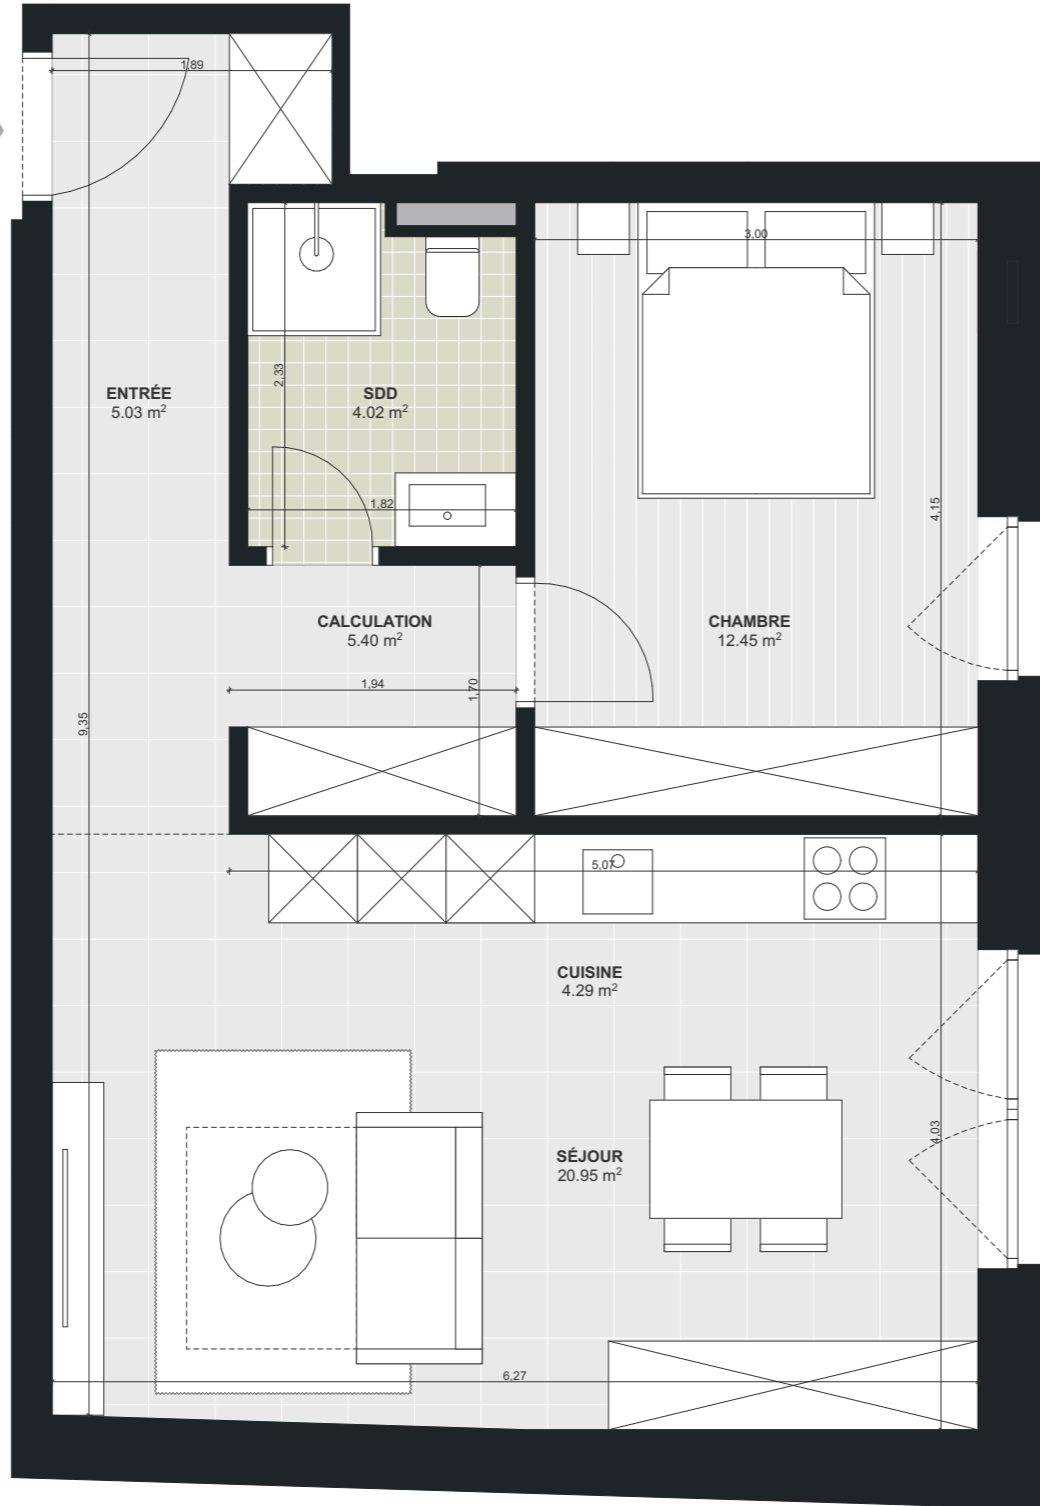 1,89
3,00
ENTRÉE
5.03 m²
2,33
SDD
4.02 m²
1,82
4,15
CALCULATION
5.40 m²
CHAMBRE
12.45 m²
1,94
1,70
9,35
5,07
CUISINE
4.29 m²
4,03
SÉJOUR
20.95 m²
6,27